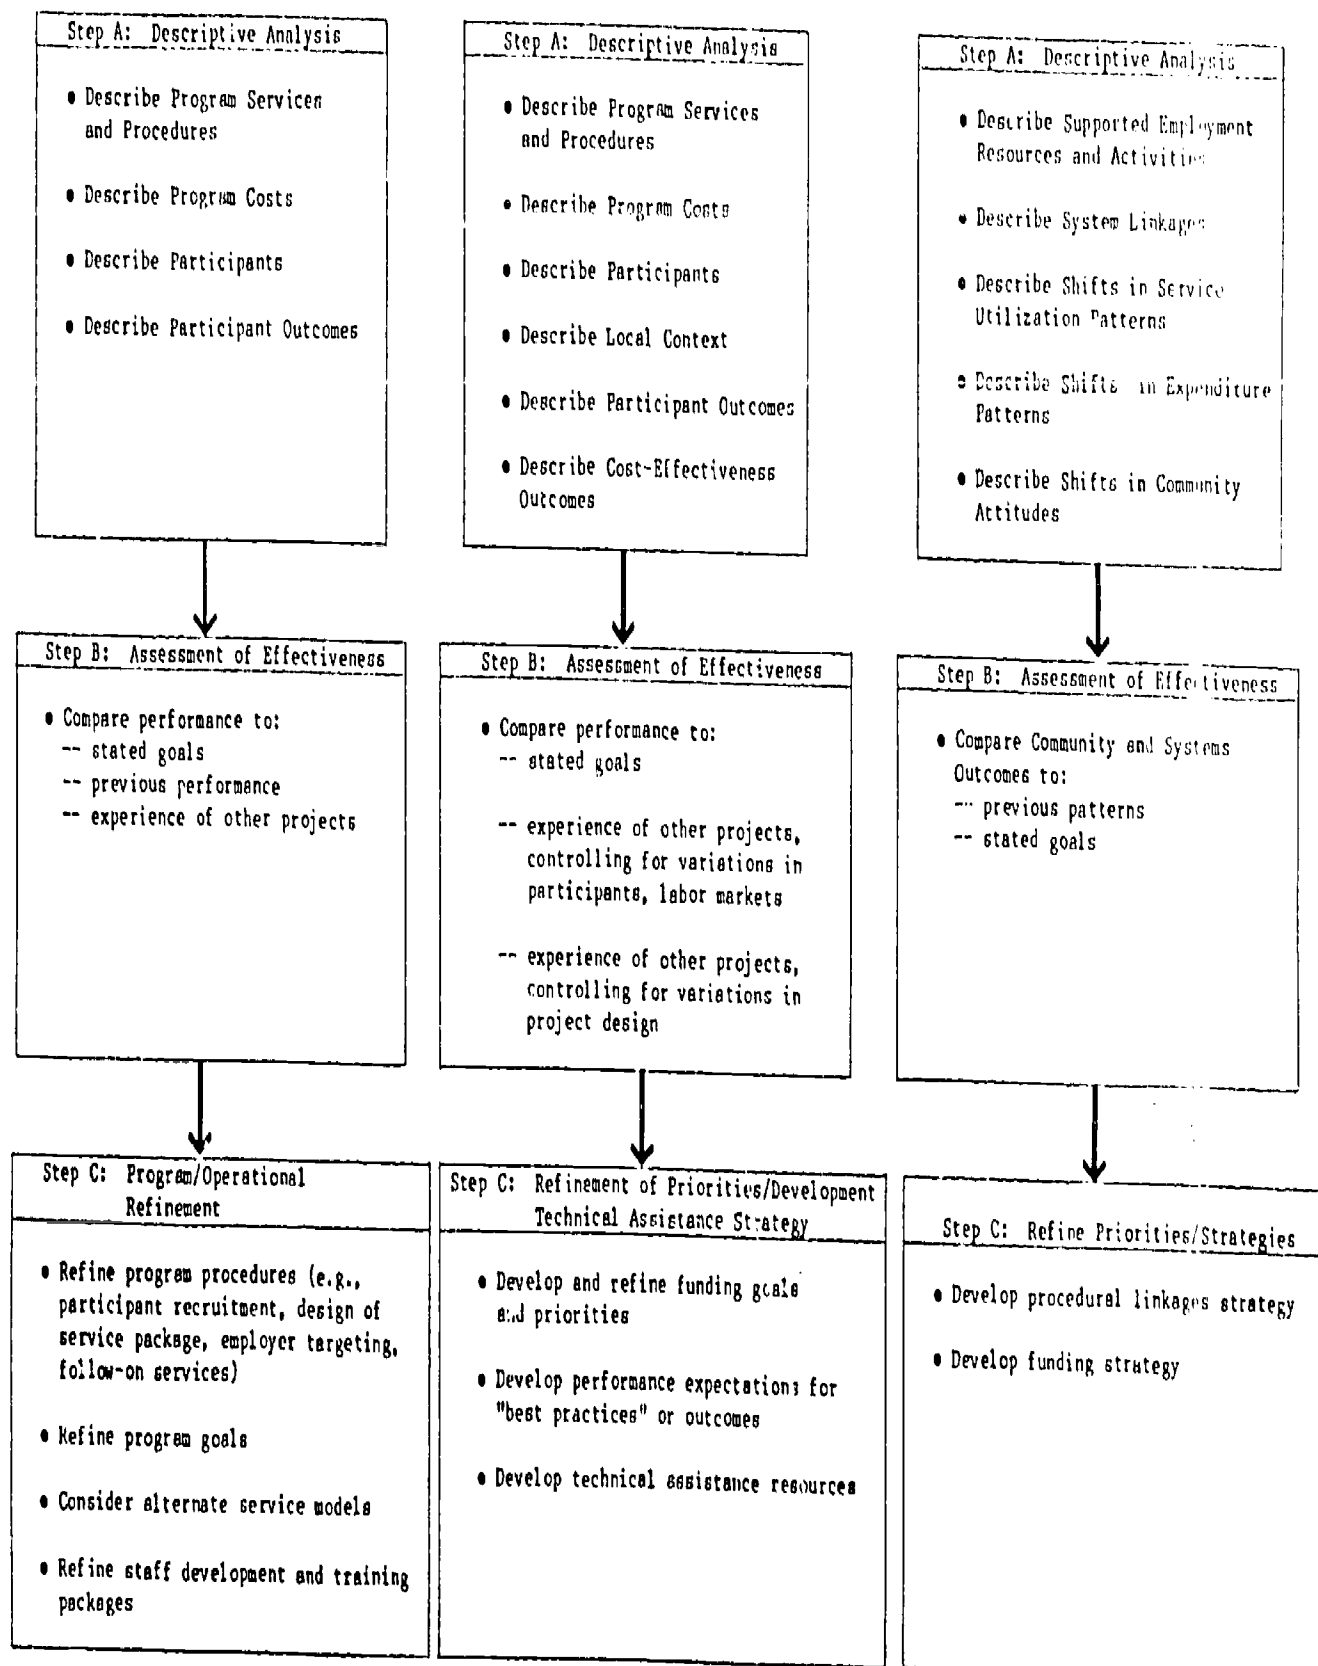 Step A: Descriptive Analysis
• Describe Program Services
and Procedures
• Describe Program Costs
• Describe Participants
• Describe Participant Outcomes
Step B: Assessment of Effectiveness
• Compare performance to:
-- stated goals
-- previous performance
-- experience of other projects
Step C: Program/Operational
Refinement
• Refine program procedures (e.g.,
participant recruitment, design of
service package, employer targeting,
follow-on services)
• Refine program goals
• Consider alternate service models
• Refine staff development and training
packages
Step A: Descriptive Analysis
• Describe Program Services
and Procedures
• Describe Program Costs
• Describe Participants
• Describe Local Context
• Describe Participant Outcomes
• Describe Cost-Effectiveness
Outcomes
Step B: Assessment of Effectiveness
• Compare performance to:
-- stated goals
-- experience of other projects,
controlling for variations in
participants, labor markets
-- experience of other projects,
controlling for variations in
project design
Step C: Refinement of Priorities/Development
Technical Assistance Strategy
• Develop and refine funding goals
and priorities
• Develop performance expectations for
"best practices" or outcomes
• Develop technical assistance resources
Step A: Descriptive Analysis
• Describe Supported Employment
Resources and Activities
• Describe System Linkages
• Describe Shifts in Service
Utilization Patterns
• Describe Shifts in Expenditure
Patterns
• Describe Shifts in Community
Attitudes
Step B: Assessment of Effectiveness
• Compare Community and Systems
Outcomes to:
-- previous patterns
-- stated goals
Step C: Refine Priorities/Strategies
• Develop procedural linkages strategy
• Develop funding strategy